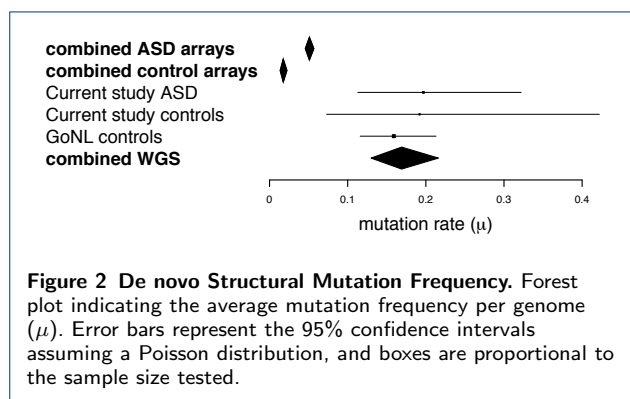 combined ASD arrays
combined control arrays
Current study ASD
Current study controls
GoNL controls
combined WGS
0 0.1 0.2 0.3 0.4
mutation rate (μ)
Figure 2 De novo Structural Mutation Frequency. Forest
plot indicating the average mutation frequency per genome
(μ). Error bars represent the 95% confidence intervals
assuming a Poisson distribution, and boxes are proportional to
the sample size tested.